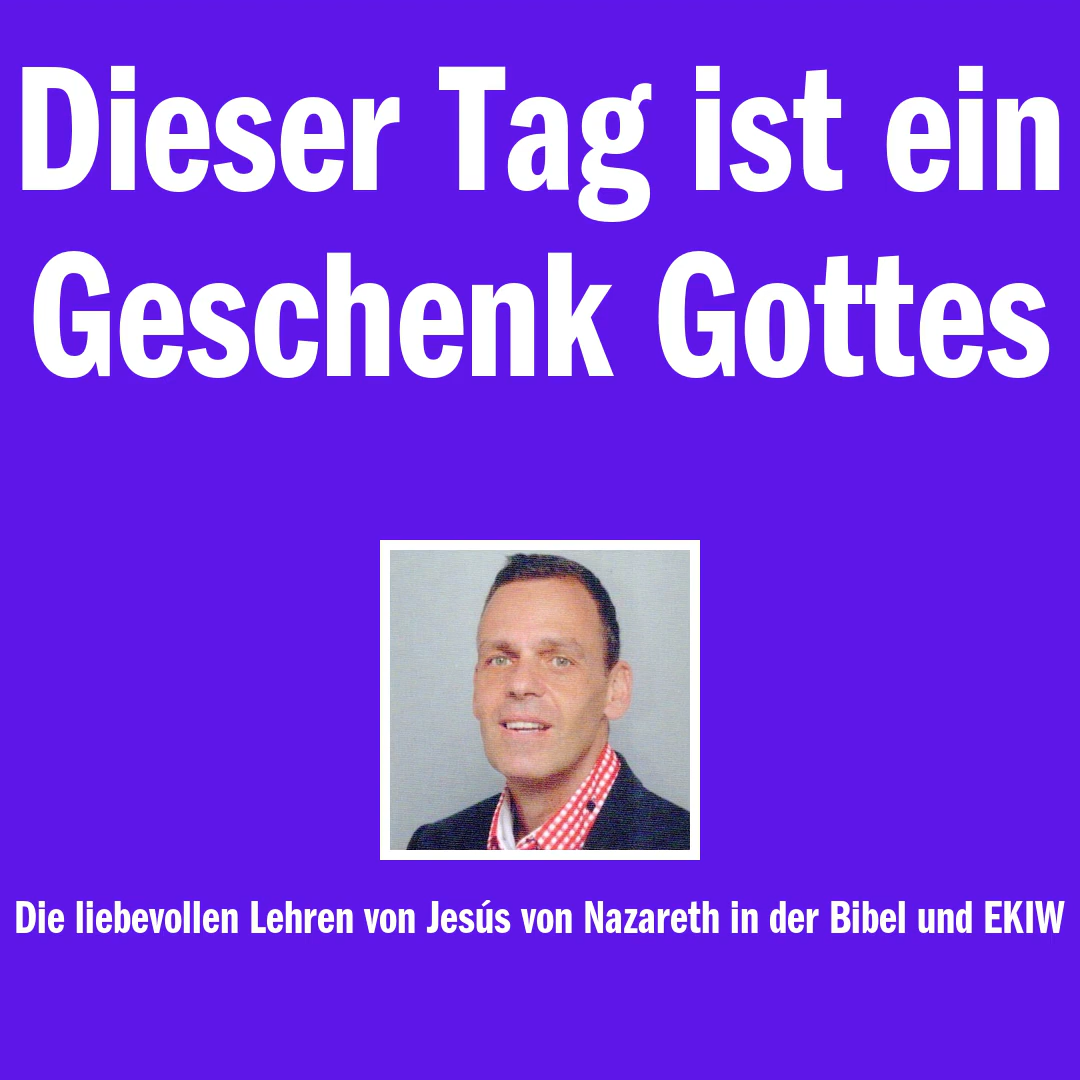 Dieser Tag ist ein
Geschenk Gottes
Die liebevollen Lehren von Jesús von Nazareth in der Bibel und EKIW